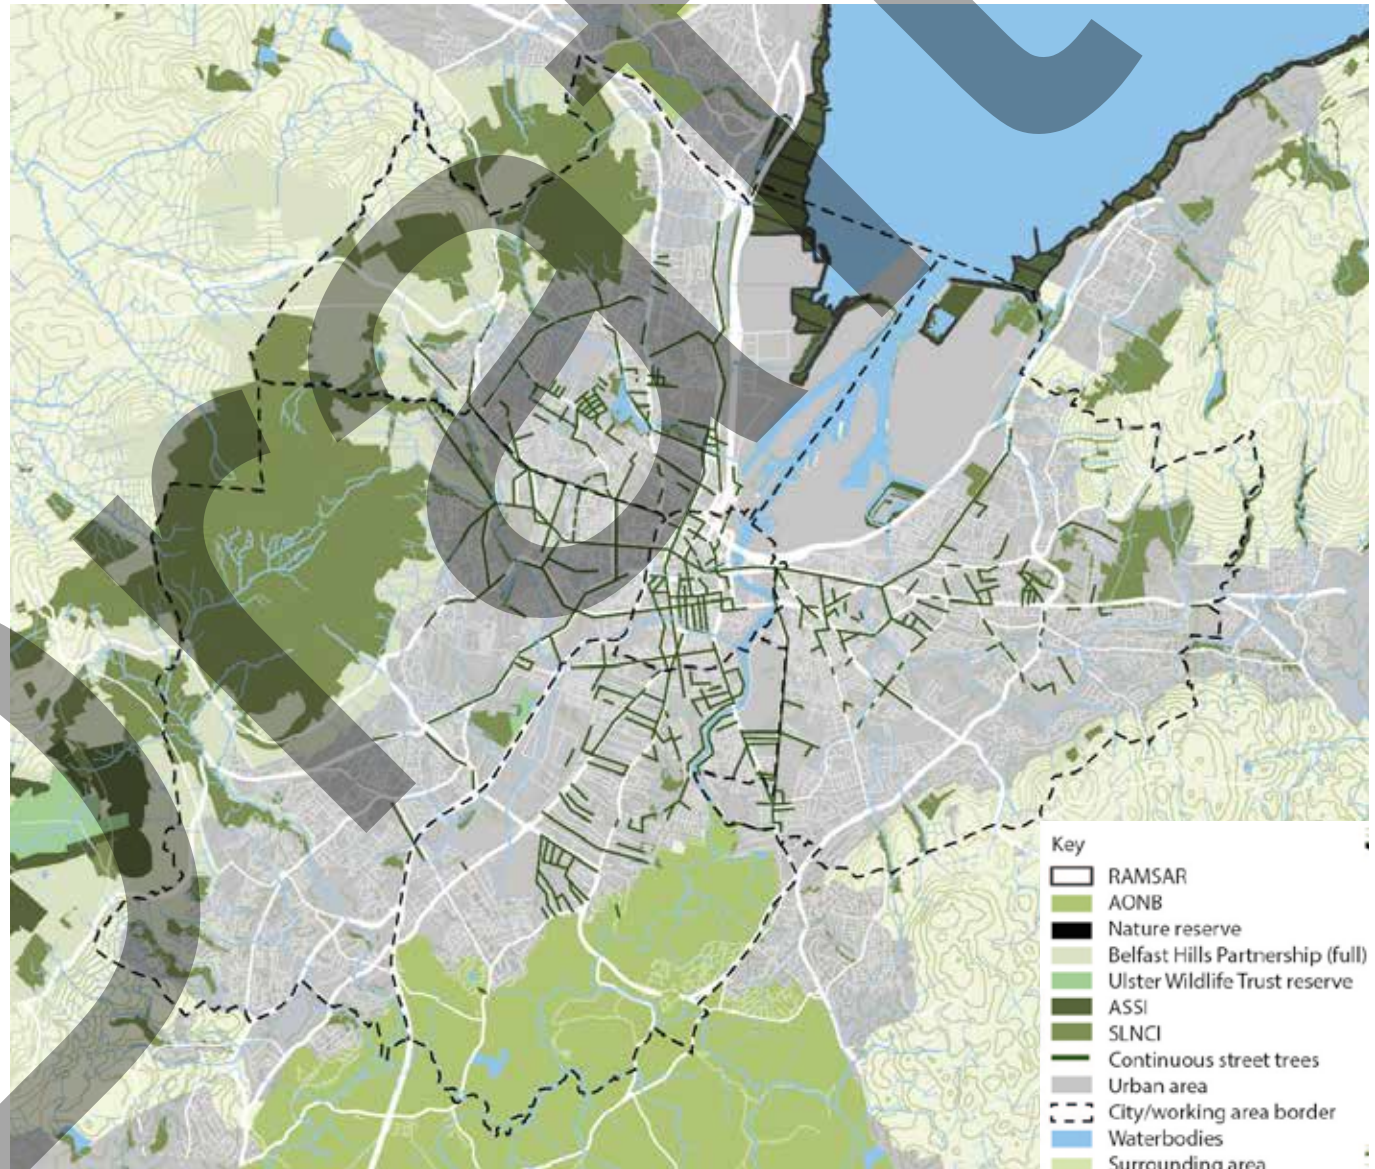 Key
RAMSAR
AONB
Nature reserve
Belfast Hills Partnership (full)
Ulster Wildlife Trust reserve
ASSI
SLNCI
Continuous street trees
Urban area
City/working area border
Waterbodies
Surrounding area